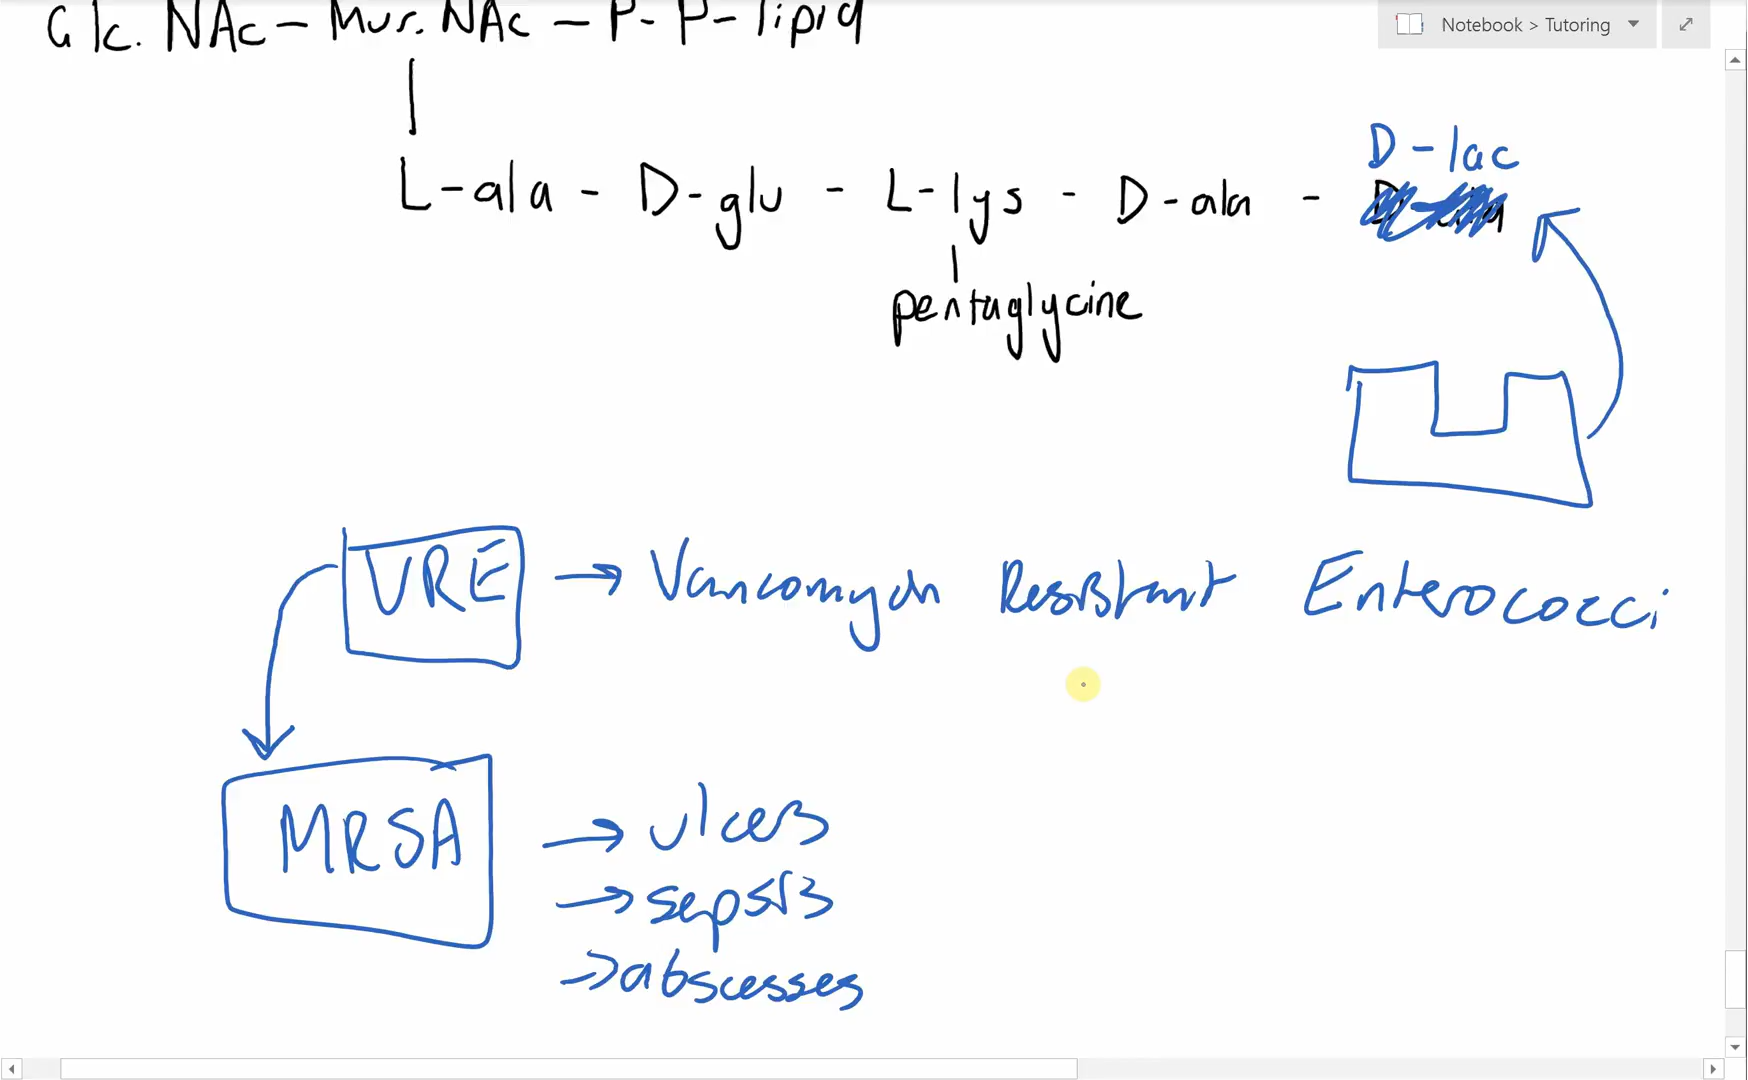 Glc. NAc - Mur. NAc - P - P - lipid
Notebook > Tutoring
D-lac
L-ala - D-glu - L-lys - D-ala -
pentaglycine
VRE → Vancomycin Resistant Enterococci
MRSA
→ ulcers
→ sepsis
→ abscesses